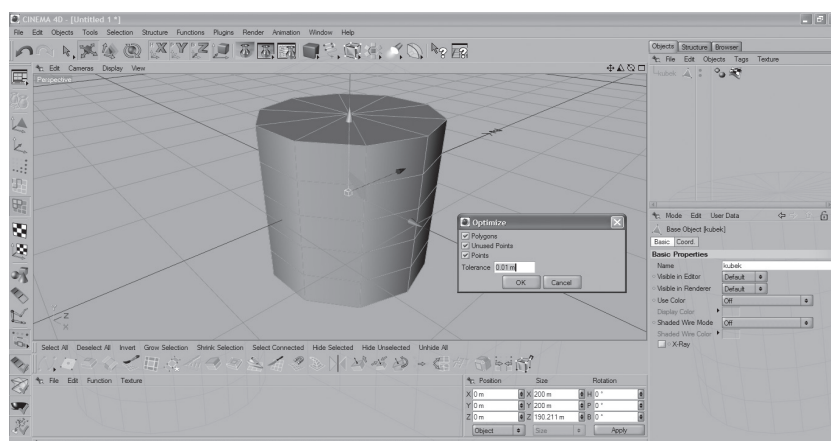 CINEMA 4D - [Untitled 1 *]
File Edit Objects Tools Selection Structure Functions Plugins Render Animation Window Help
Objects Structure Browser
Edit Cameras Display View
File Edit Objects Tags Texture
Perspective
kubek
X Y Z
Optimize
Polygons
Unused Points
Points
Tolerance 0.01 m
OK Cancel
Mode Edit User Data
Base Object [kubek]
Basic Coord.
Basic Properties
Name kubek
Visible in Editor Default
Visible in Renderer Default
Use Color Off
Display Color
Shaded Wire Mode Off
Shaded Wire Color
X-Ray
Z
X
Select All Deselect All Invert Grow Selection Shrink Selection Select Connected Hide Selected Hide Unselected Unhide All
File Edit Function Texture
Position Size Rotation
X 0 m X 200 m H 0 °
Y 0 m Y 200 m P 0 °
Z 0 m Z 190.211 m B 0 °
Object Size Apply